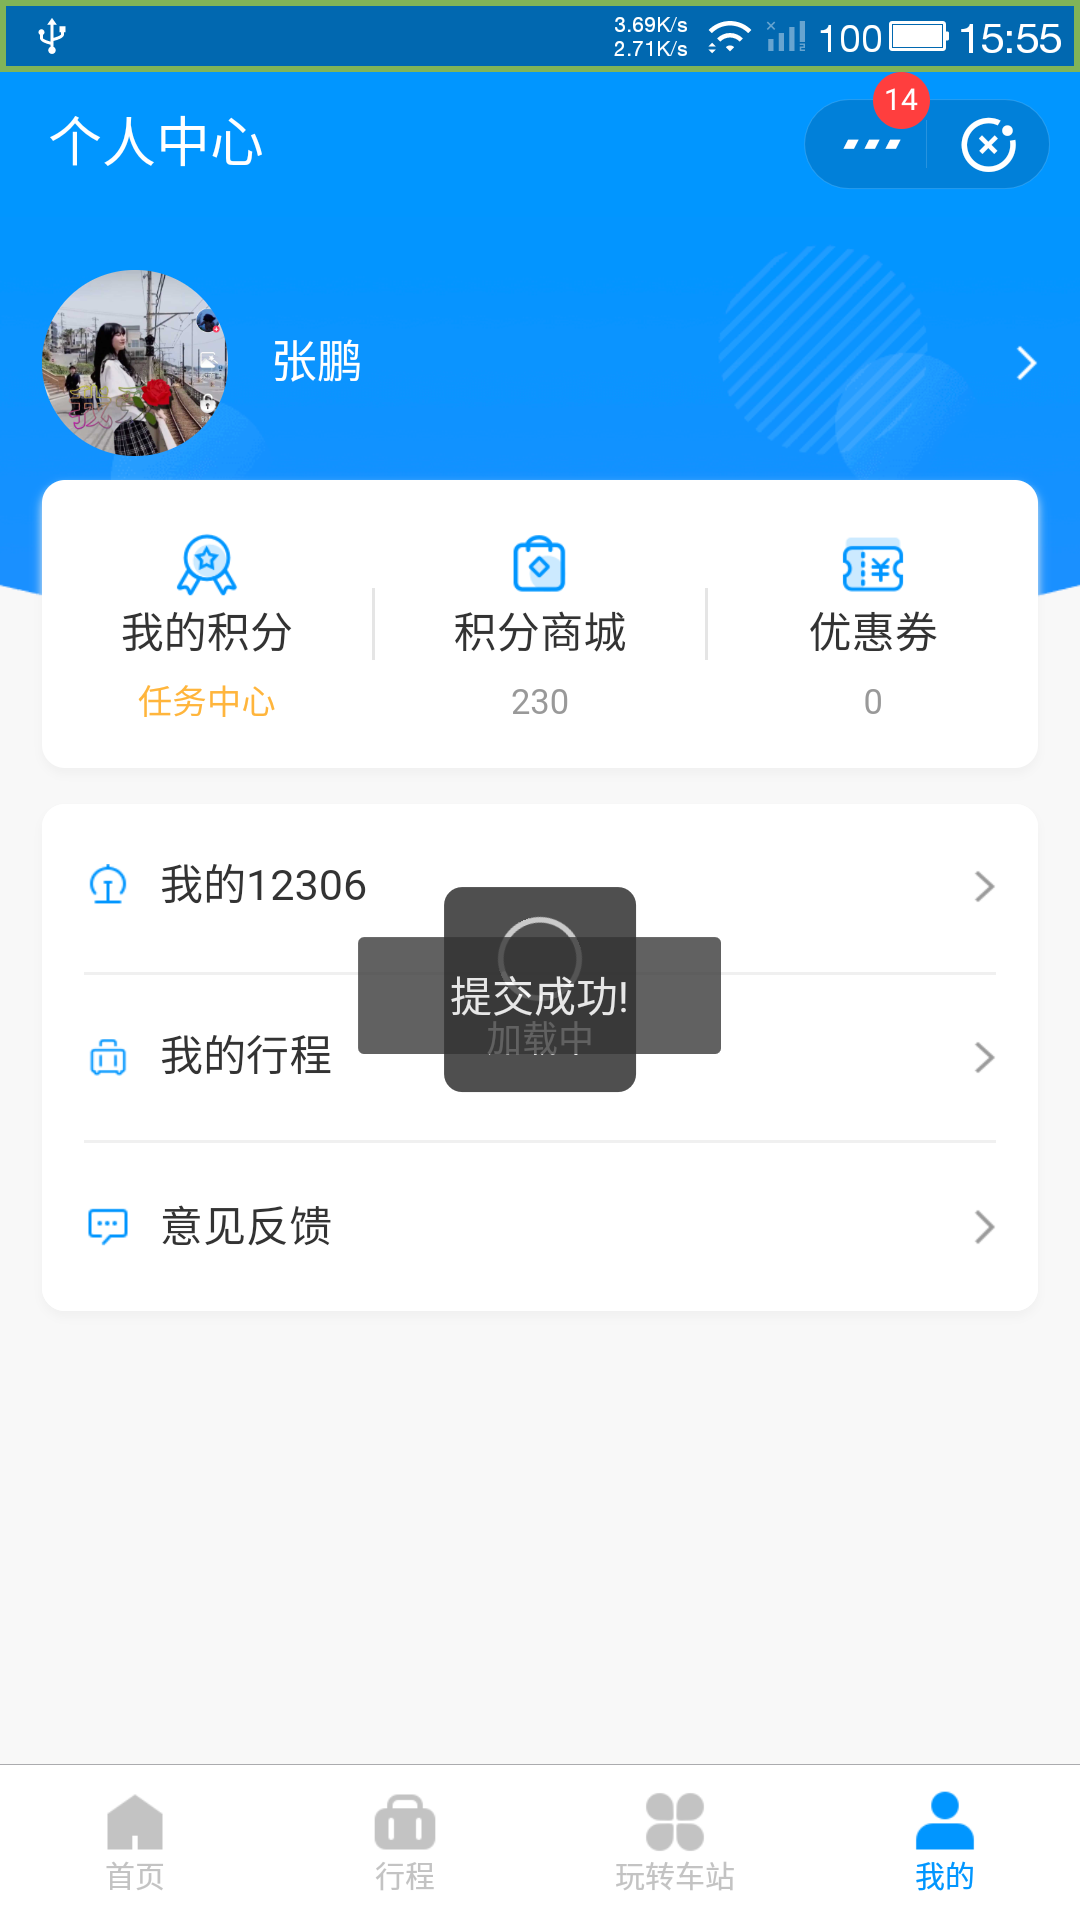 3.69K/s
2.71K/s
100
15:55
个人中心
14
张鹏
我的积分
积分商城
优惠券
任务中心
230
0
我的12306
提交成功!
加载中
我的行程
意见反馈
首页
行程
玩转车站
我的